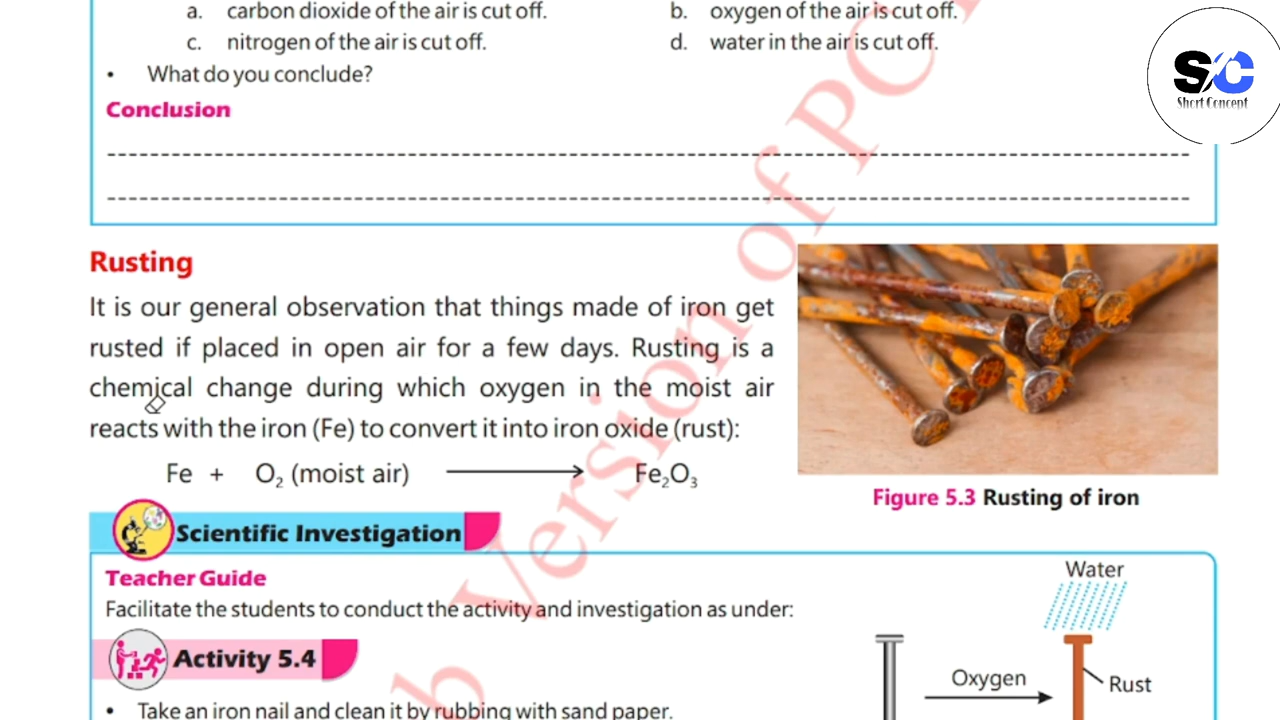 a. carbon dioxide of the air is cut off. b. oxygen of the air is cut off.
c. nitrogen of the air is cut off. d. water in the air is cut off.
• What do you conclude?
Conclusion
Rusting
It is our general observation that things made of iron get
rusted if placed in open air for a few days. Rusting is a
chemical change during which oxygen in the moist air
reacts with the iron (Fe) to convert it into iron oxide (rust):
Fe + O₂ (moist air) ⟶ Fe₂O₃
Figure 5.3 Rusting of iron
Scientific Investigation
Teacher Guide
Facilitate the students to conduct the activity and investigation as under:
Activity 5.4
• Take an iron nail and clean it by rubbing with sand paper.
Water
Oxygen
Rust
S/C
Short Concept
Version of PC